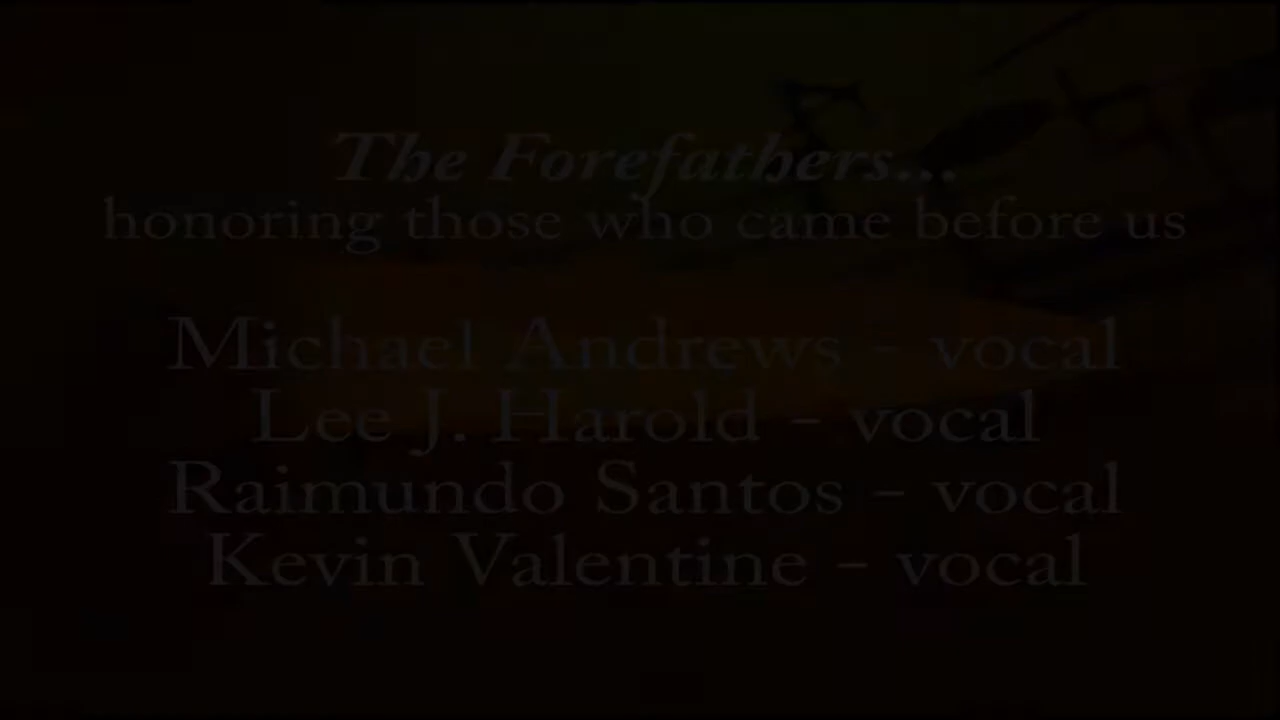 The Forefathers...
honoring those who came before us
Michael Andrews - vocal
Lee J. Harold - vocal
Raimundo Santos - vocal
Kevin Valentine - vocal